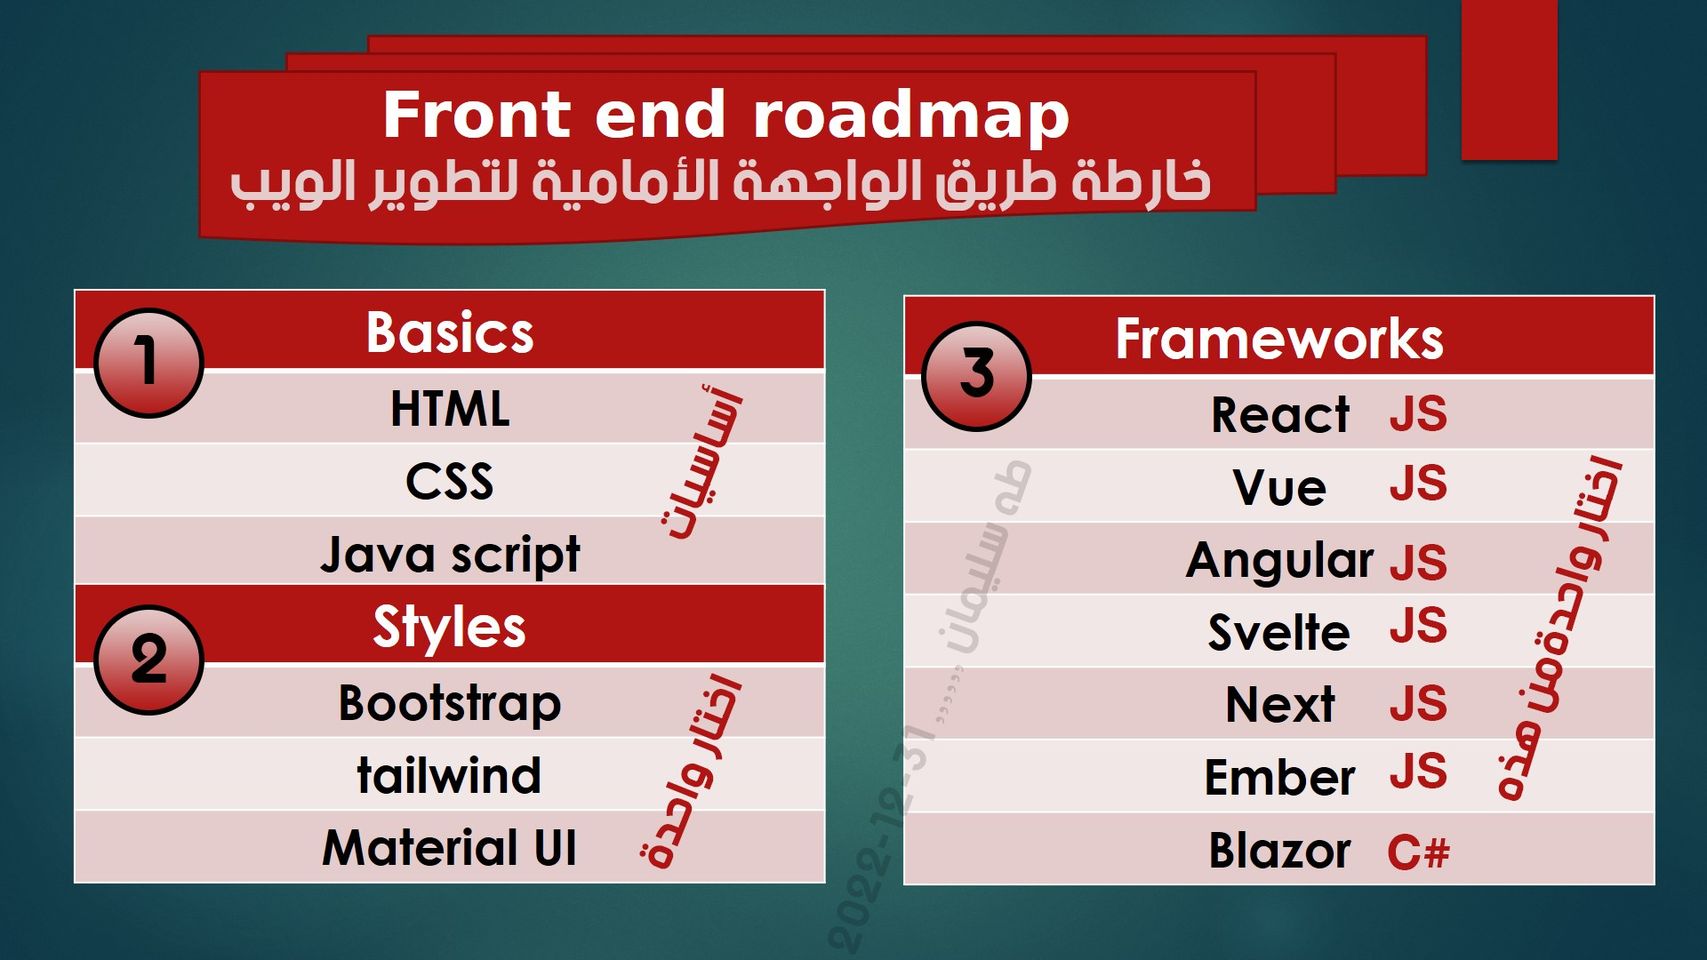 Front end roadmap
خارطة طريق الواجهة الأمامية لتطوير الويب
1
Basics
HTML
CSS
Java script
أساسيات
2
Styles
Bootstrap
tailwind
Material UI
اختار واحدة
3
Frameworks
React JS
Vue JS
Angular JS
Svelte JS
Next JS
Ember JS
Blazor C#
اختار واحدة من هذه
طه سليمان ,,,,,, 2022-12-31